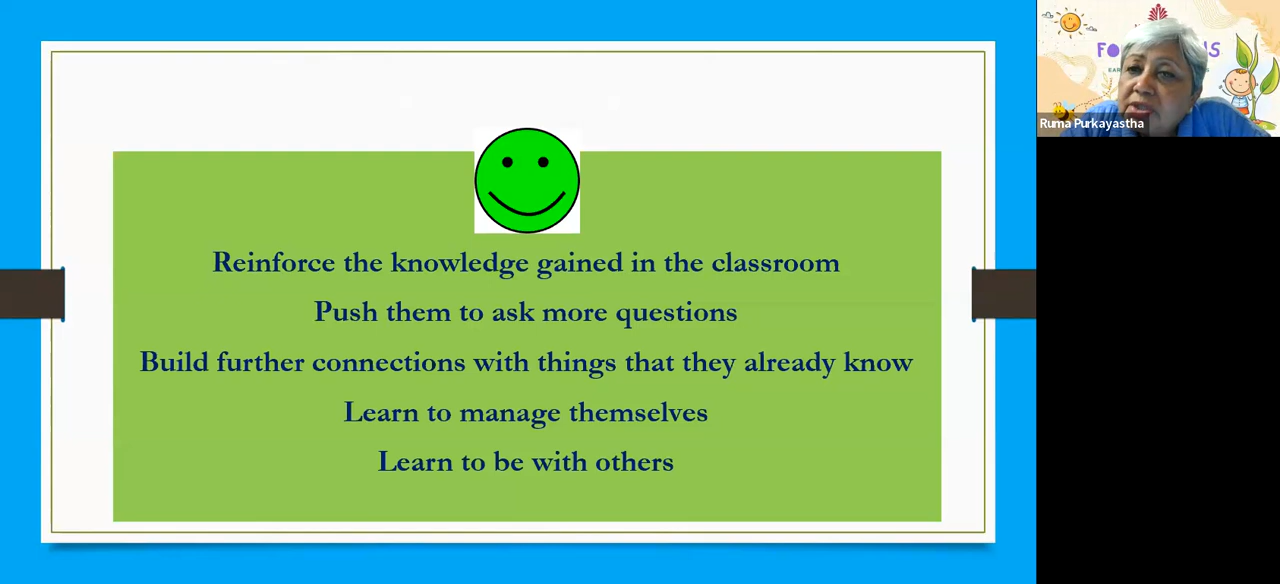 Reinforce the knowledge gained in the classroom
Push them to ask more questions
Build further connections with things that they already know
Learn to manage themselves
Learn to be with others
Ruma Purkayastha